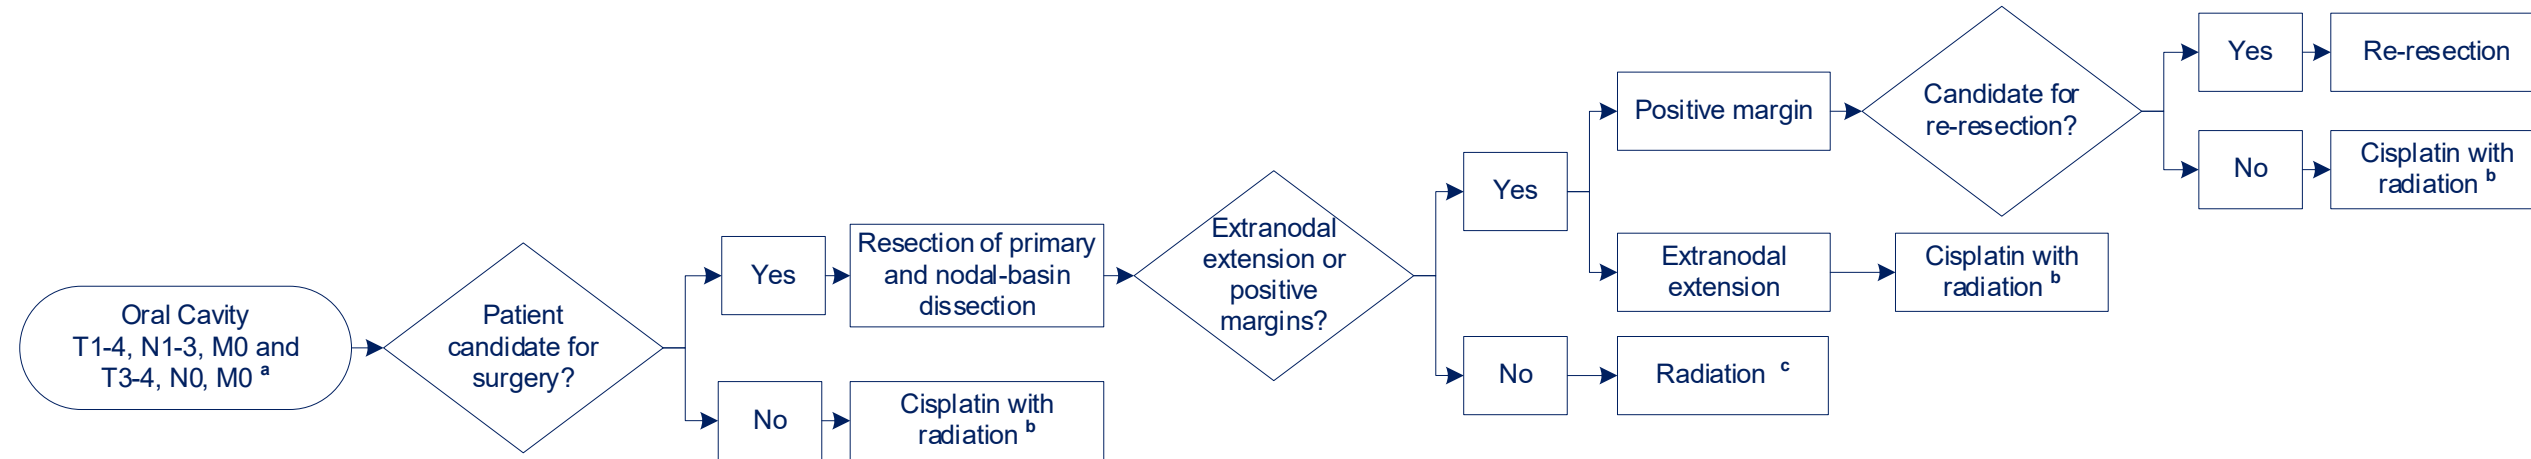 Oral Cavity
T1-4, N1-3, M0 and
T3-4, N0, M0 a
Patient
candidate for
surgery?
Yes
Resection of primary
and nodal-basin
dissection
No
Cisplatin with
radiation b
Extranodal
extension or
positive
margins?
Yes
Positive margin
Candidate for
re-resection?
Yes
Re-resection
No
Cisplatin with
radiation b
Extranodal
extension
Cisplatin with
radiation b
No
Radiation c